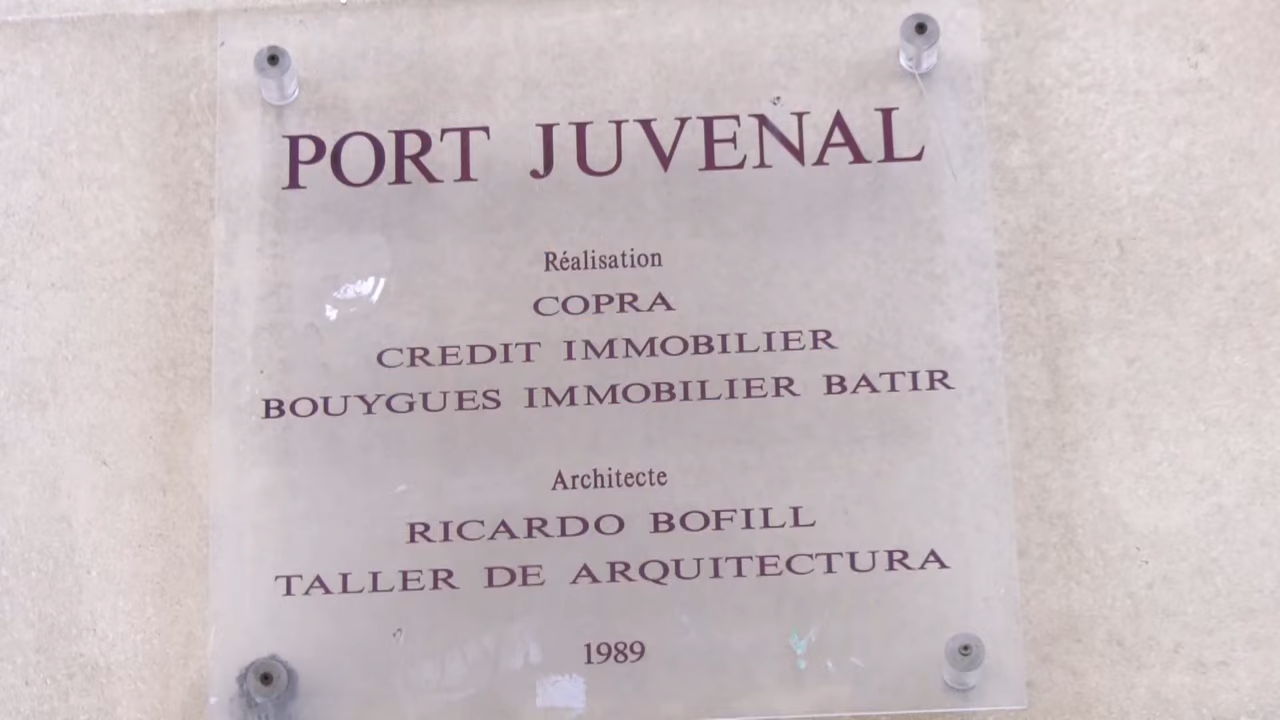 PORT JUVENAL
Réalisation
COPRA
CREDIT IMMOBILIER
BOUYGUES IMMOBILIER BATIR
Architecte
RICARDO BOFILL
TALLER DE ARQUITECTURA
1989